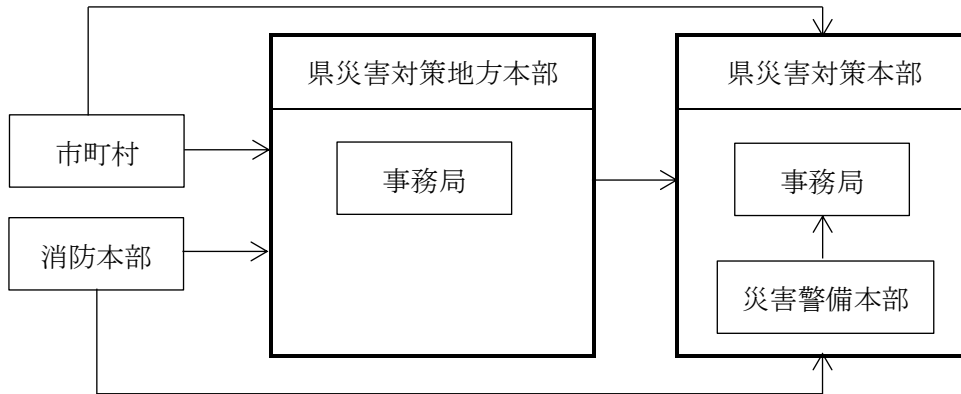 県災害対策地方本部
県災害対策本部
市町村
事務局
事務局
消防本部
災害警備本部